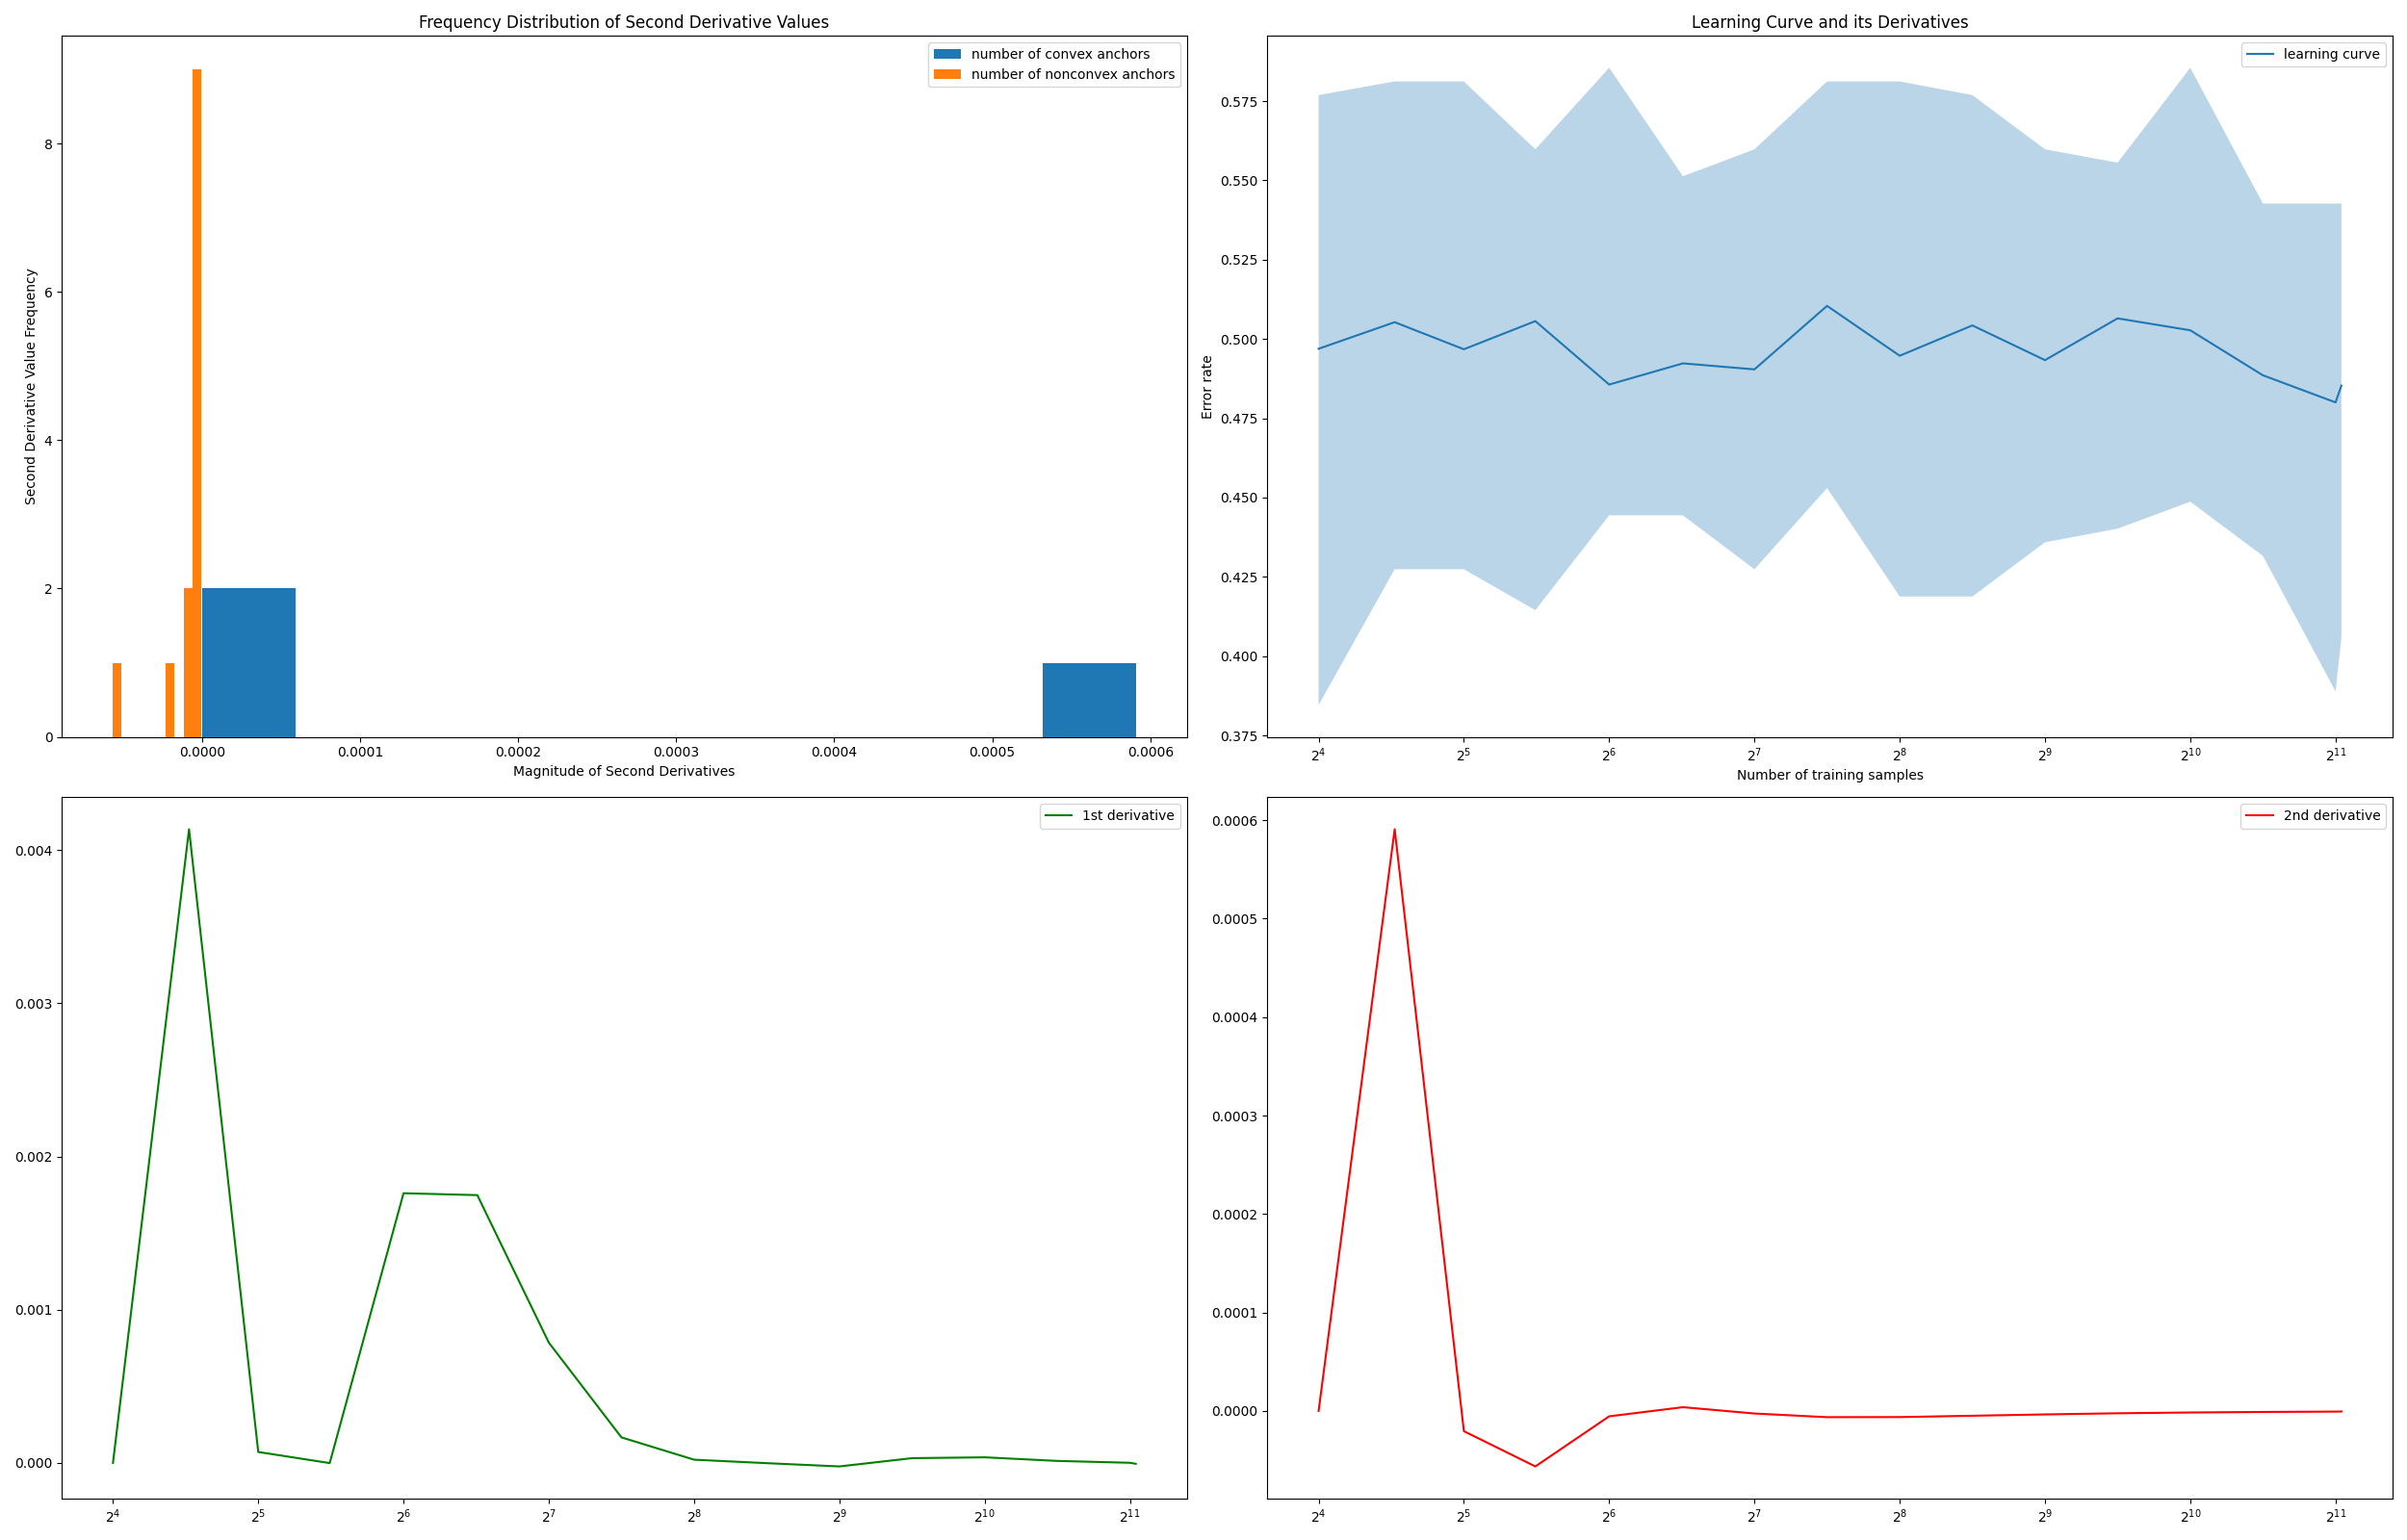 Frequency Distribution of Second Derivative Values
number of convex anchors
number of nonconvex anchors
8
6
4
2
0
Second Derivative Value Frequency
0.0000 0.0001 0.0002 0.0003 0.0004 0.0005 0.0006
Magnitude of Second Derivatives
Learning Curve and its Derivatives
learning curve
0.575
0.550
0.525
0.500
0.475
0.450
0.425
0.400
0.375
Error rate
2⁴ 2⁵ 2⁶ 2⁷ 2⁸ 2⁹ 2¹⁰ 2¹¹
Number of training samples
1st derivative
0.004
0.003
0.002
0.001
0.000
2⁴ 2⁵ 2⁶ 2⁷ 2⁸ 2⁹ 2¹⁰ 2¹¹
2nd derivative
0.0006
0.0005
0.0004
0.0003
0.0002
0.0001
0.0000
2⁴ 2⁵ 2⁶ 2⁷ 2⁸ 2⁹ 2¹⁰ 2¹¹